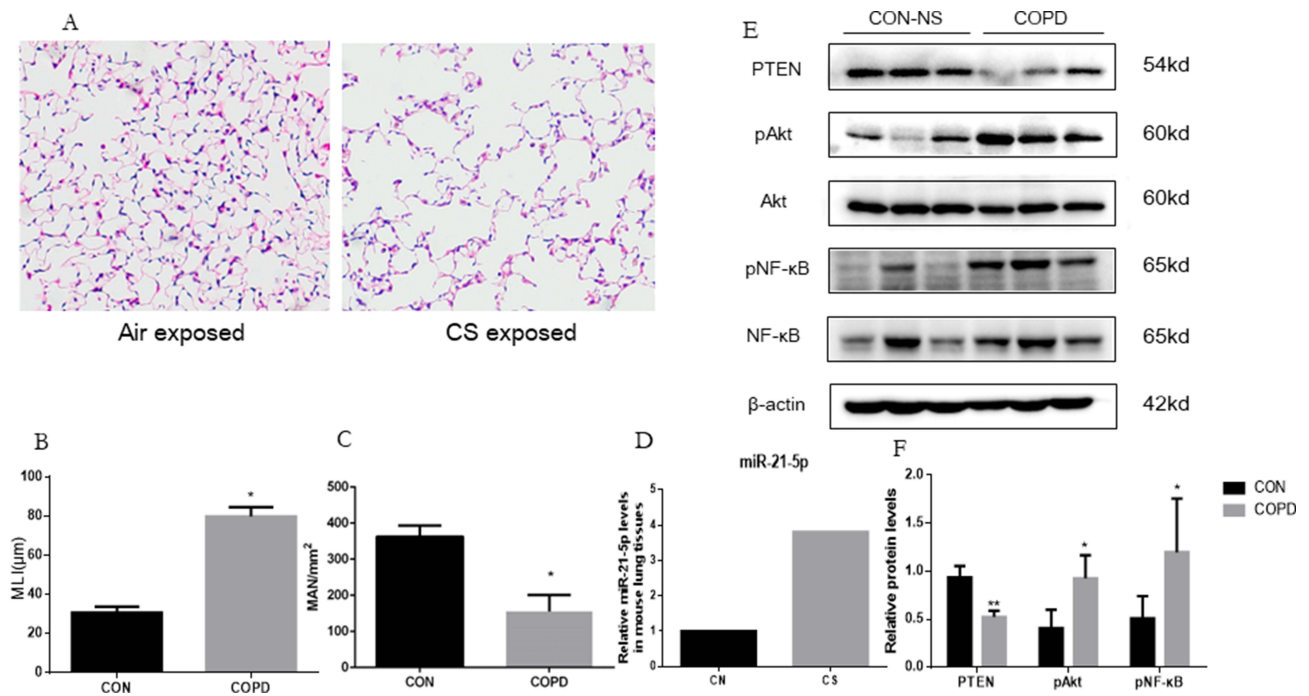 A
Air exposed
CS exposed
E
CON-NS
COPD
PTEN
54kd
pAkt
60kd
Akt
60kd
pNF-κB
65kd
NF-κB
65kd
β-actin
42kd
B
MLI(μm)
100
80
60
40
20
0
*
CON
COPD
C
MAN/mm²
500
400
300
200
100
0
*
CON
COPD
D
miR-21-5p
Relative miR-21-5p levels
in mouse lung tissues
5
4
3
2
1
0
CN
CS
F
Relative protein levels
2.0
1.5
1.0
0.5
0.0
**
*
*
PTEN
pAkt
pNF-κB
CON
COPD